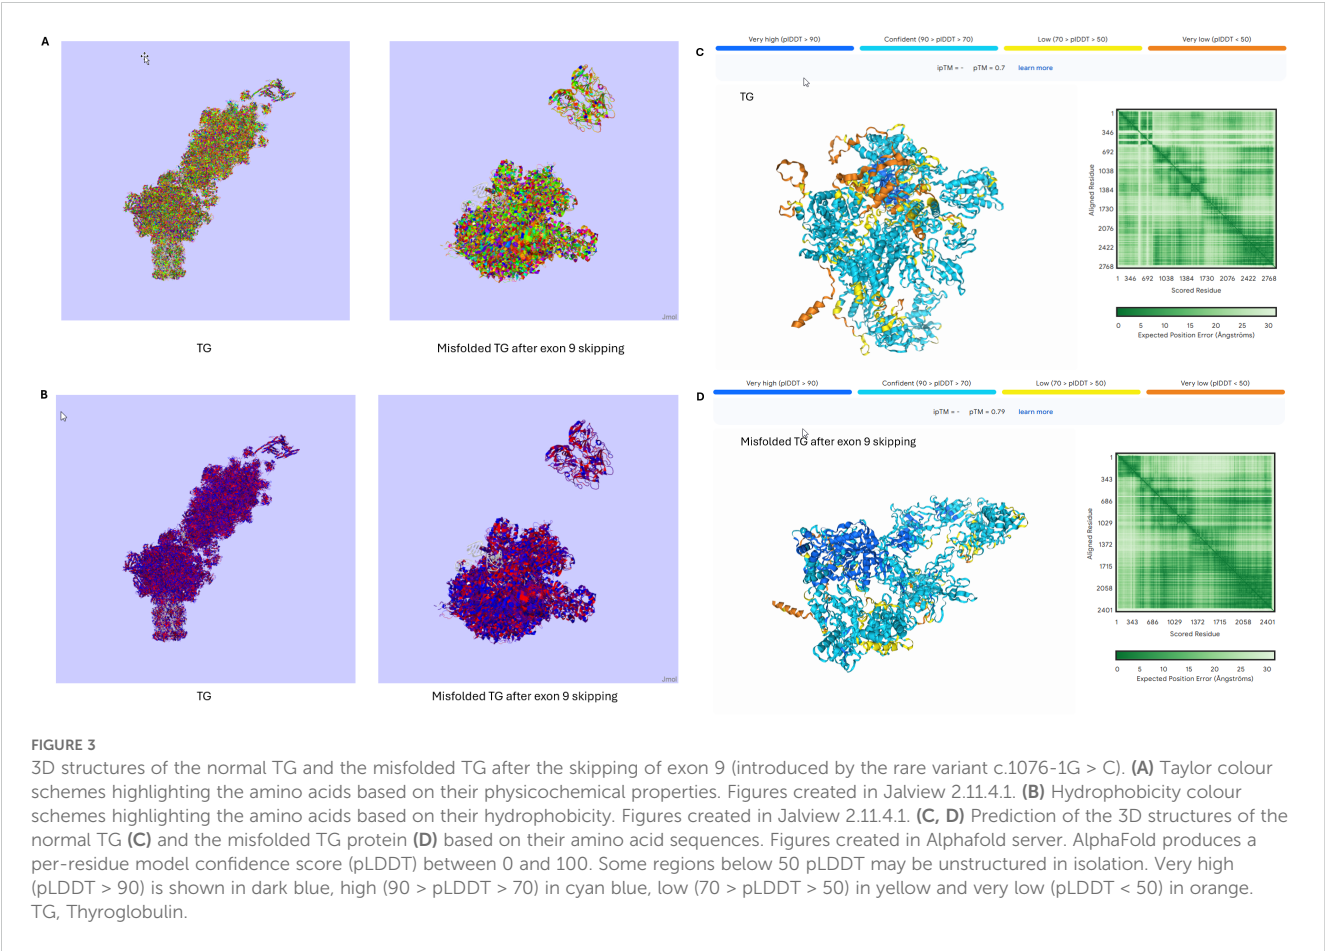 A
TG
Misfolded TG after exon 9 skipping
Jmol
B
TG
Misfolded TG after exon 9 skipping
Jmol
C
Very high (plDDT > 90)
Confident (90 > plDDT > 70)
Low (70 > plDDT > 50)
Very low (plDDT < 50)
ipTM = - pTM = 0.7 learn more
TG
1
346
692
1038
1384
1730
2076
2422
2768
Aligned Residue
1 346 692 1038 1384 1730 2076 2422 2768
Scored Residue
0 5 10 15 20 25 30
Expected Position Error (Ångströms)
D
Very high (plDDT > 90)
Confident (90 > plDDT > 70)
Low (70 > plDDT > 50)
Very low (plDDT < 50)
ipTM = - pTM = 0.79 learn more
Misfolded TG after exon 9 skipping
1
343
686
1029
1372
1715
2058
2401
Aligned Residue
1 343 686 1029 1372 1715 2058 2401
Scored Residue
0 5 10 15 20 25 30
Expected Position Error (Ångströms)
FIGURE 3
3D structures of the normal TG and the misfolded TG after the skipping of exon 9 (introduced by the rare variant c.1076-1G > C). (A) Taylor colour
schemes highlighting the amino acids based on their physicochemical properties. Figures created in Jalview 2.11.4.1. (B) Hydrophobicity colour
schemes highlighting the amino acids based on their hydrophobicity. Figures created in Jalview 2.11.4.1. (C, D) Prediction of the 3D structures of the
normal TG (C) and the misfolded TG protein (D) based on their amino acid sequences. Figures created in Alphafold server. AlphaFold produces a
per-residue model confidence score (pLDDT) between 0 and 100. Some regions below 50 pLDDT may be unstructured in isolation. Very high
(pLDDT > 90) is shown in dark blue, high (90 > pLDDT > 70) in cyan blue, low (70 > pLDDT > 50) in yellow and very low (pLDDT < 50) in orange.
TG, Thyroglobulin.